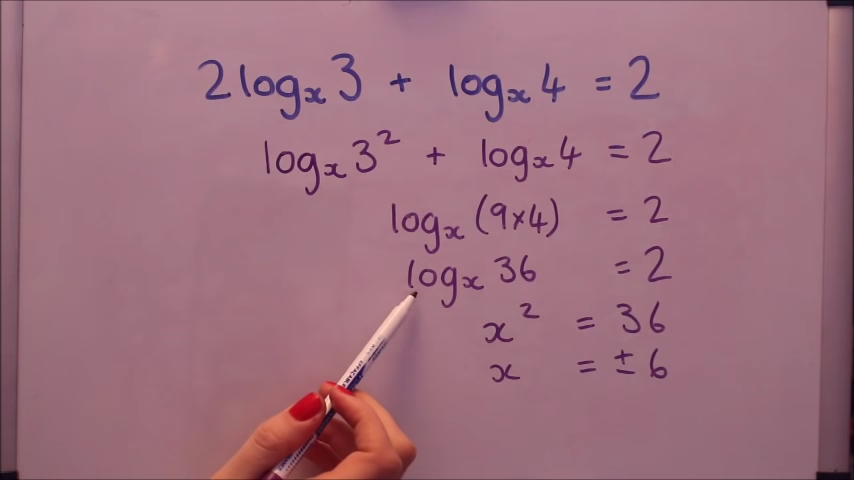 2logₓ3 + logₓ4 = 2
logₓ3² + logₓ4 = 2
logₓ(9×4) = 2
logₓ36 = 2
x² = 36
x = ±6